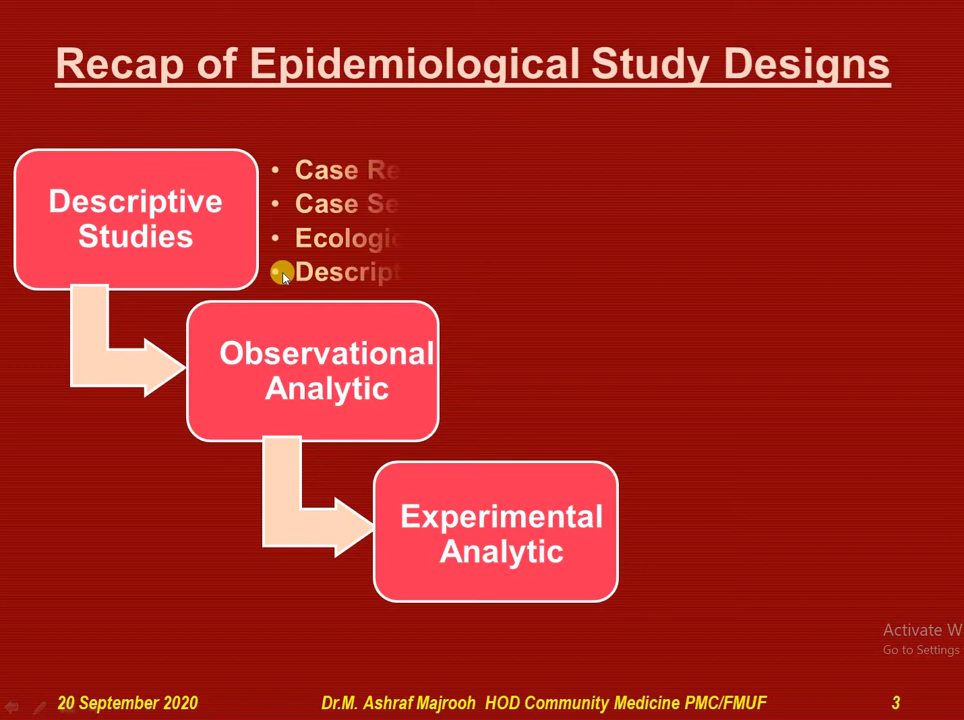 Recap of Epidemiological Study Designs
Descriptive
Studies
• Case Re
• Case Se
• Ecologic
• Descript
Observational
Analytic
Experimental
Analytic
Activate W
Go to Settings
20 September 2020
Dr.M. Ashraf Majrooh HOD Community Medicine PMC/FMUF
3